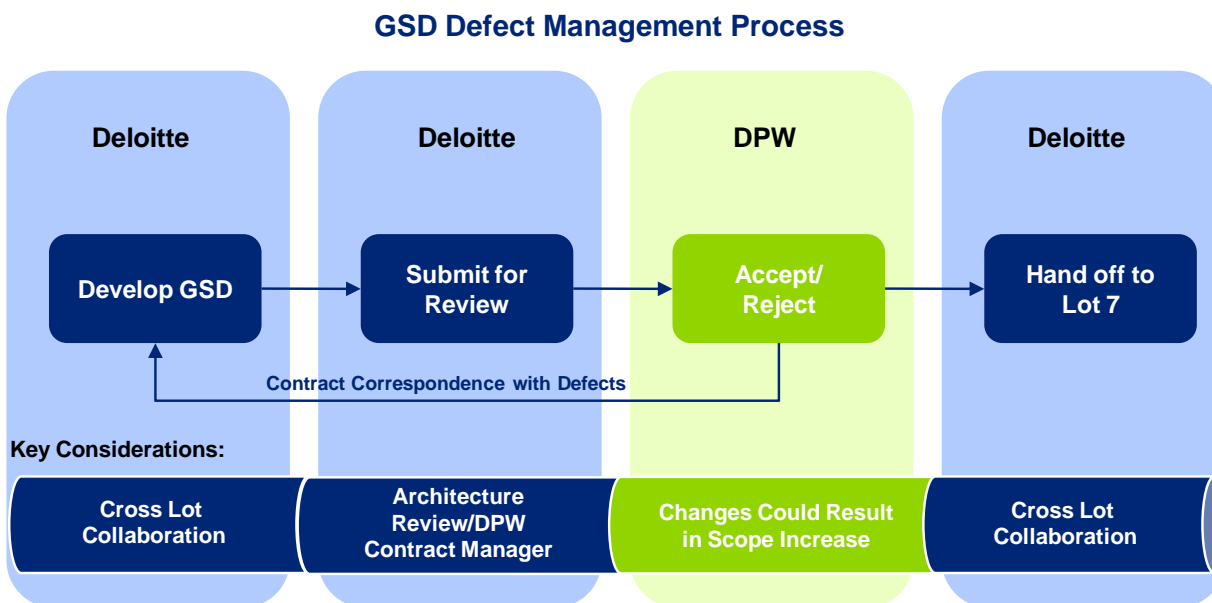 GSD Defect Management Process
Deloitte
Deloitte
DPW
Deloitte
Develop GSD
Submit for
Review
Accept/
Reject
Hand off to
Lot 7
Contract Correspondence with Defects
Key Considerations:
Cross Lot
Collaboration
Architecture
Review/DPW
Contract Manager
Changes Could Result
in Scope Increase
Cross Lot
Collaboration